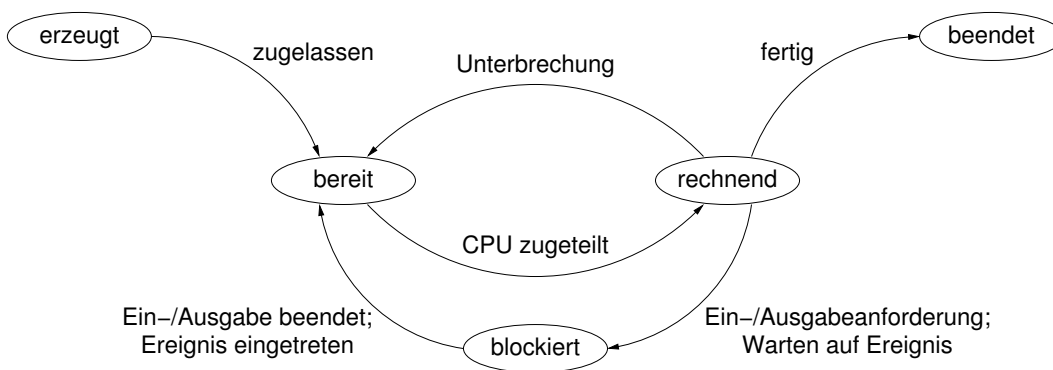 erzeugt
beendet
zugelassen
Unterbrechung
fertig
bereit
rechnend
CPU zugeteilt
Ein−/Ausgabe beendet;
Ereignis eingetreten
blockiert
Ein−/Ausgabeanforderung;
Warten auf Ereignis